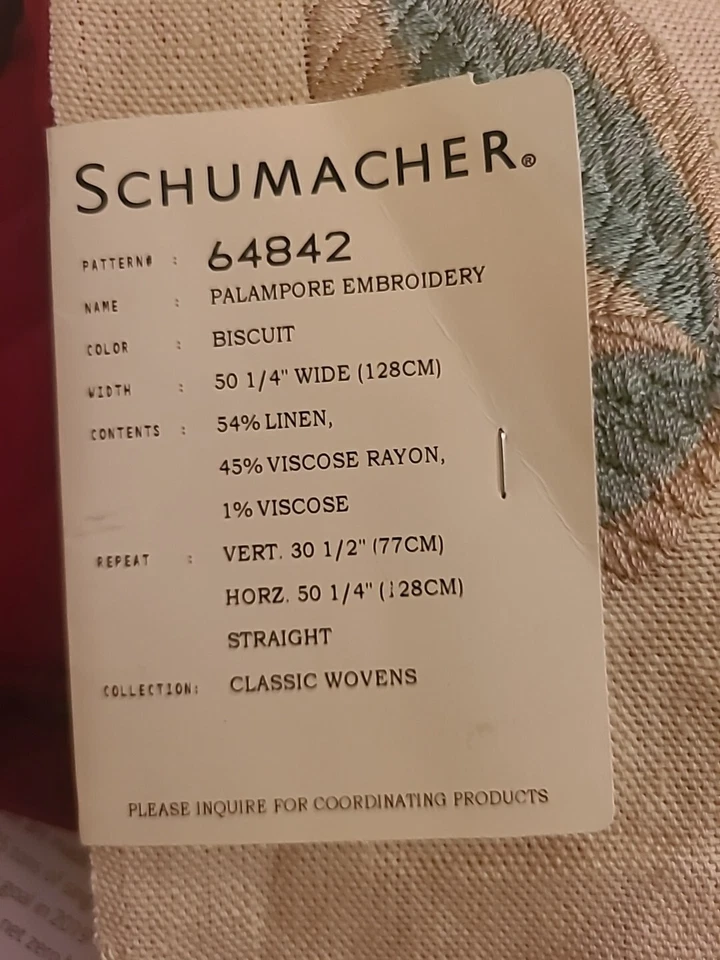 SCHUMACHER®
PATTERN# : 64842
NAME : PALAMPORE EMBROIDERY
COLOR : BISCUIT
WIDTH : 50 1/4" WIDE (128CM)
CONTENTS : 54% LINEN,
45% VISCOSE RAYON,
1% VISCOSE
REPEAT : VERT. 30 1/2" (77CM)
HORZ. 50 1/4" (128CM)
STRAIGHT
COLLECTION: CLASSIC WOVENS
PLEASE INQUIRE FOR COORDINATING PRODUCTS
net zero